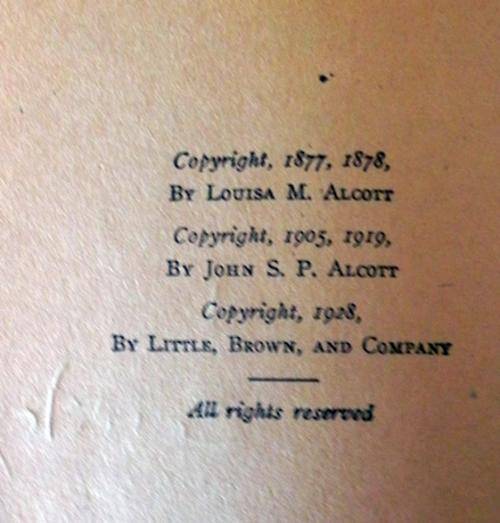 Copyright, 1877, 1878,
By Louisa M. Alcott
Copyright, 1905, 1919,
By John S. P. Alcott
Copyright, 1928,
By Little, Brown, and Company
All rights reserved